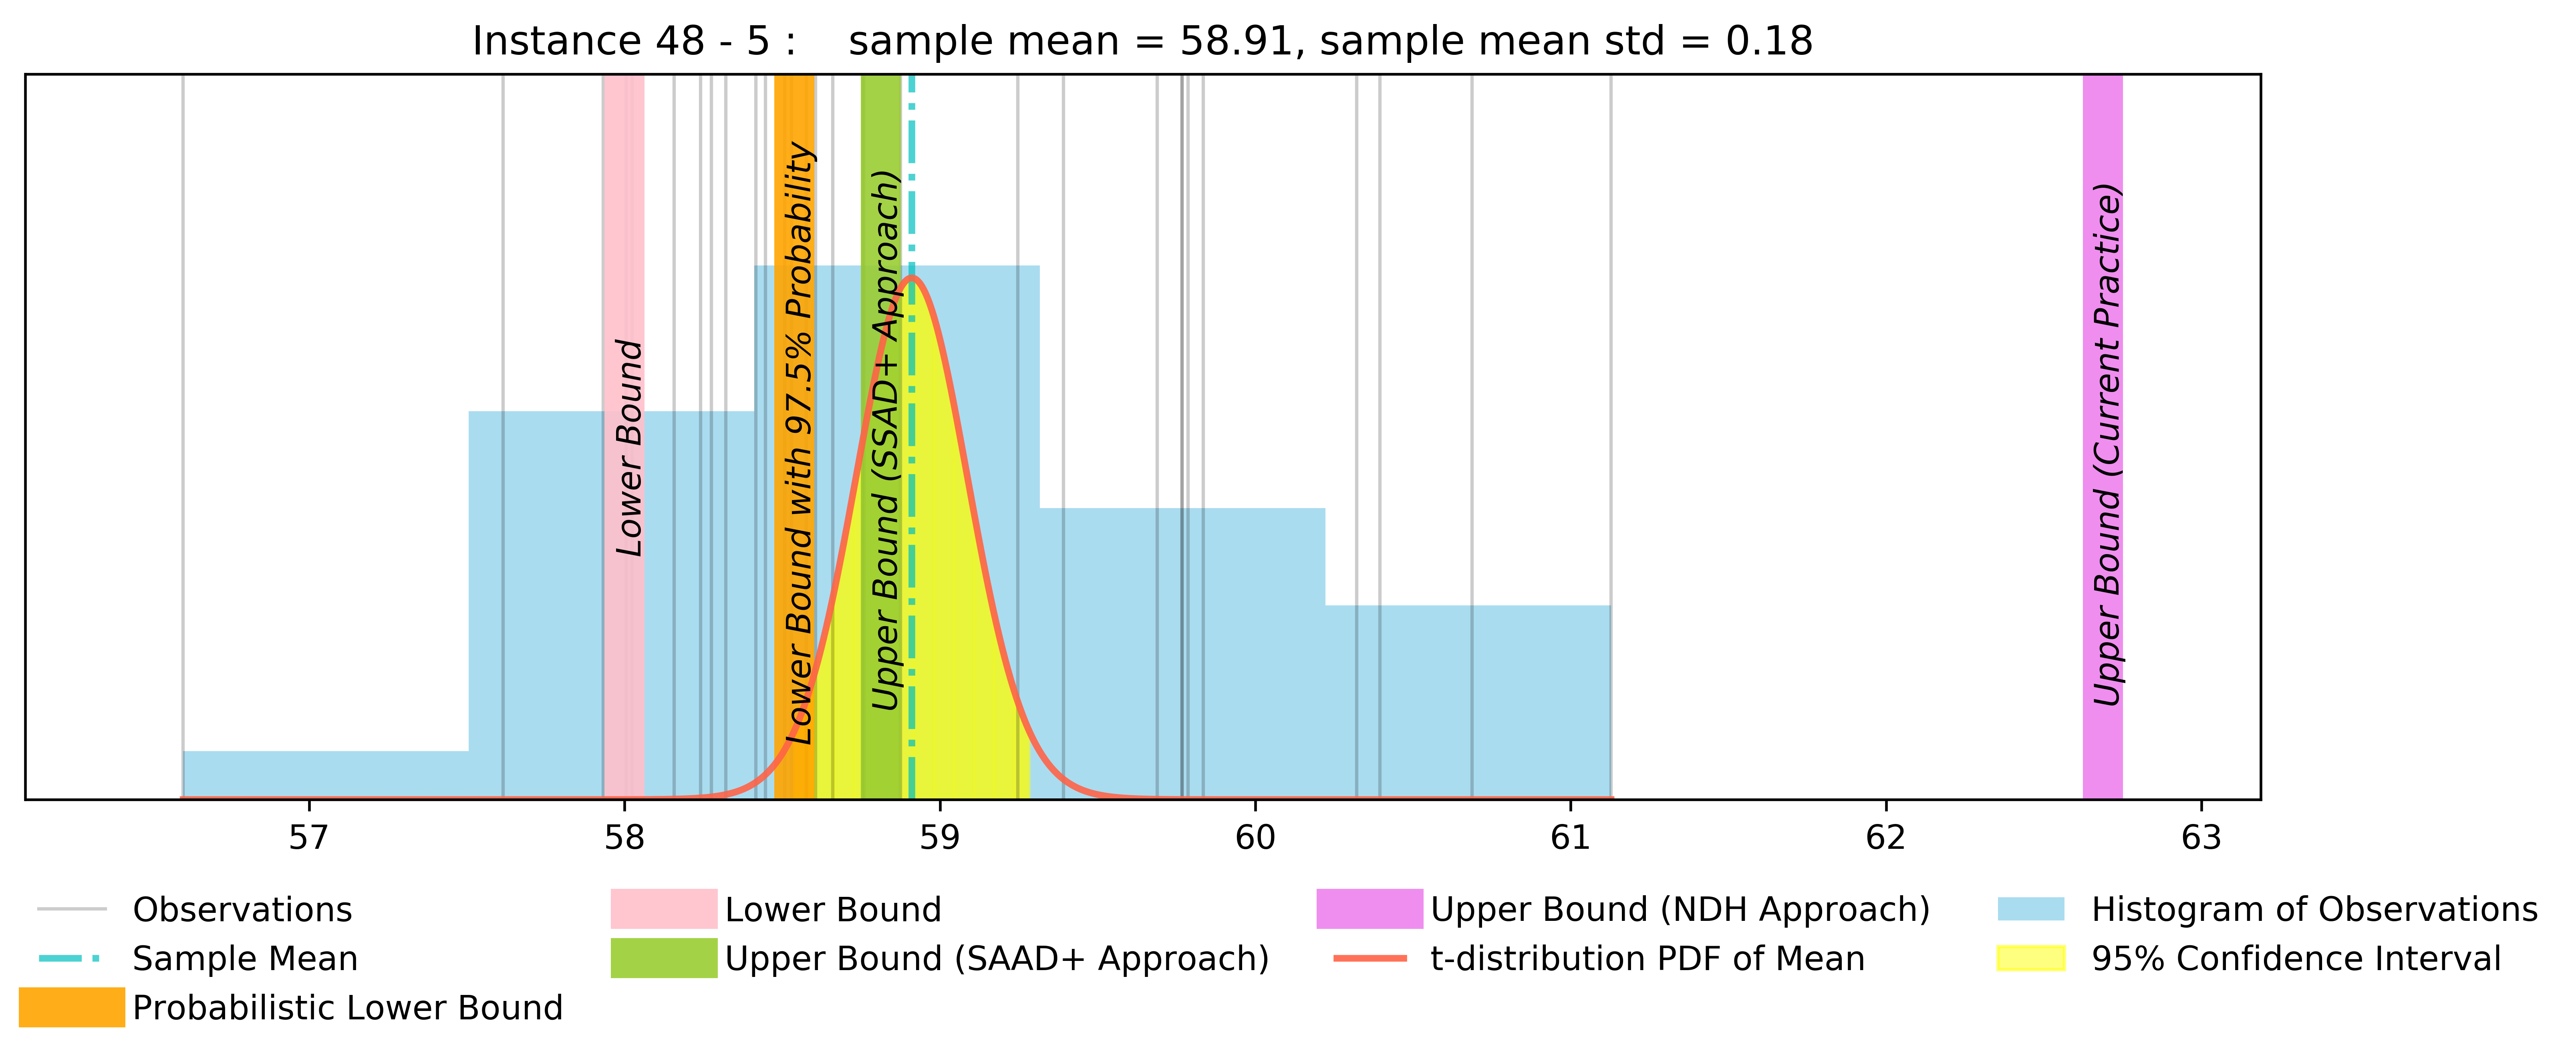 Instance 48 - 5 :    sample mean = 58.91, sample mean std = 0.18
Lower Bound
Lower Bound with 97.5% Probability
Upper Bound (SSAD+ Approach)
Upper Bound (Current Practice)
57 58 59 60 61 62 63
Observations
Sample Mean
Probabilistic Lower Bound
Lower Bound
Upper Bound (SAAD+ Approach)
Upper Bound (NDH Approach)
t-distribution PDF of Mean
Histogram of Observations
95% Confidence Interval